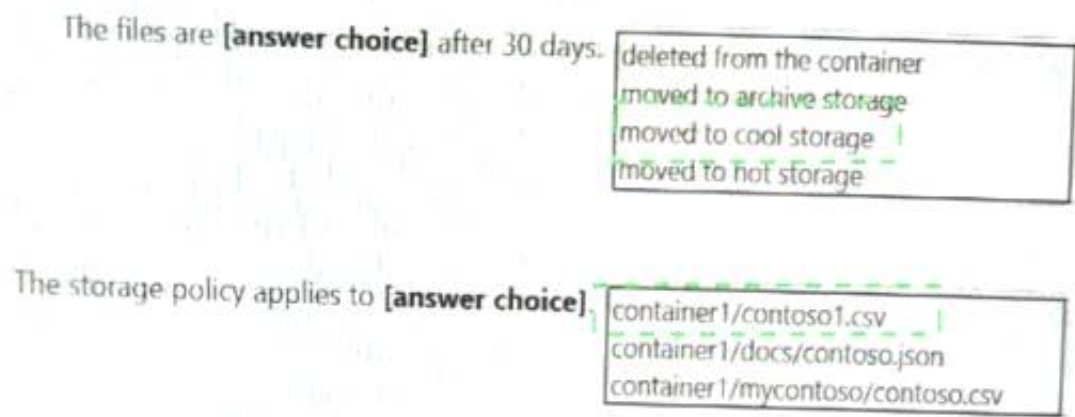 The files are [answer choice] after 30 days.
deleted from the container
moved to archive storage
moved to cool storage
moved to hot storage
The storage policy applies to [answer choice].
container1/contoso1.csv
container1/docs/contoso.json
container1/mycontoso/contoso.csv